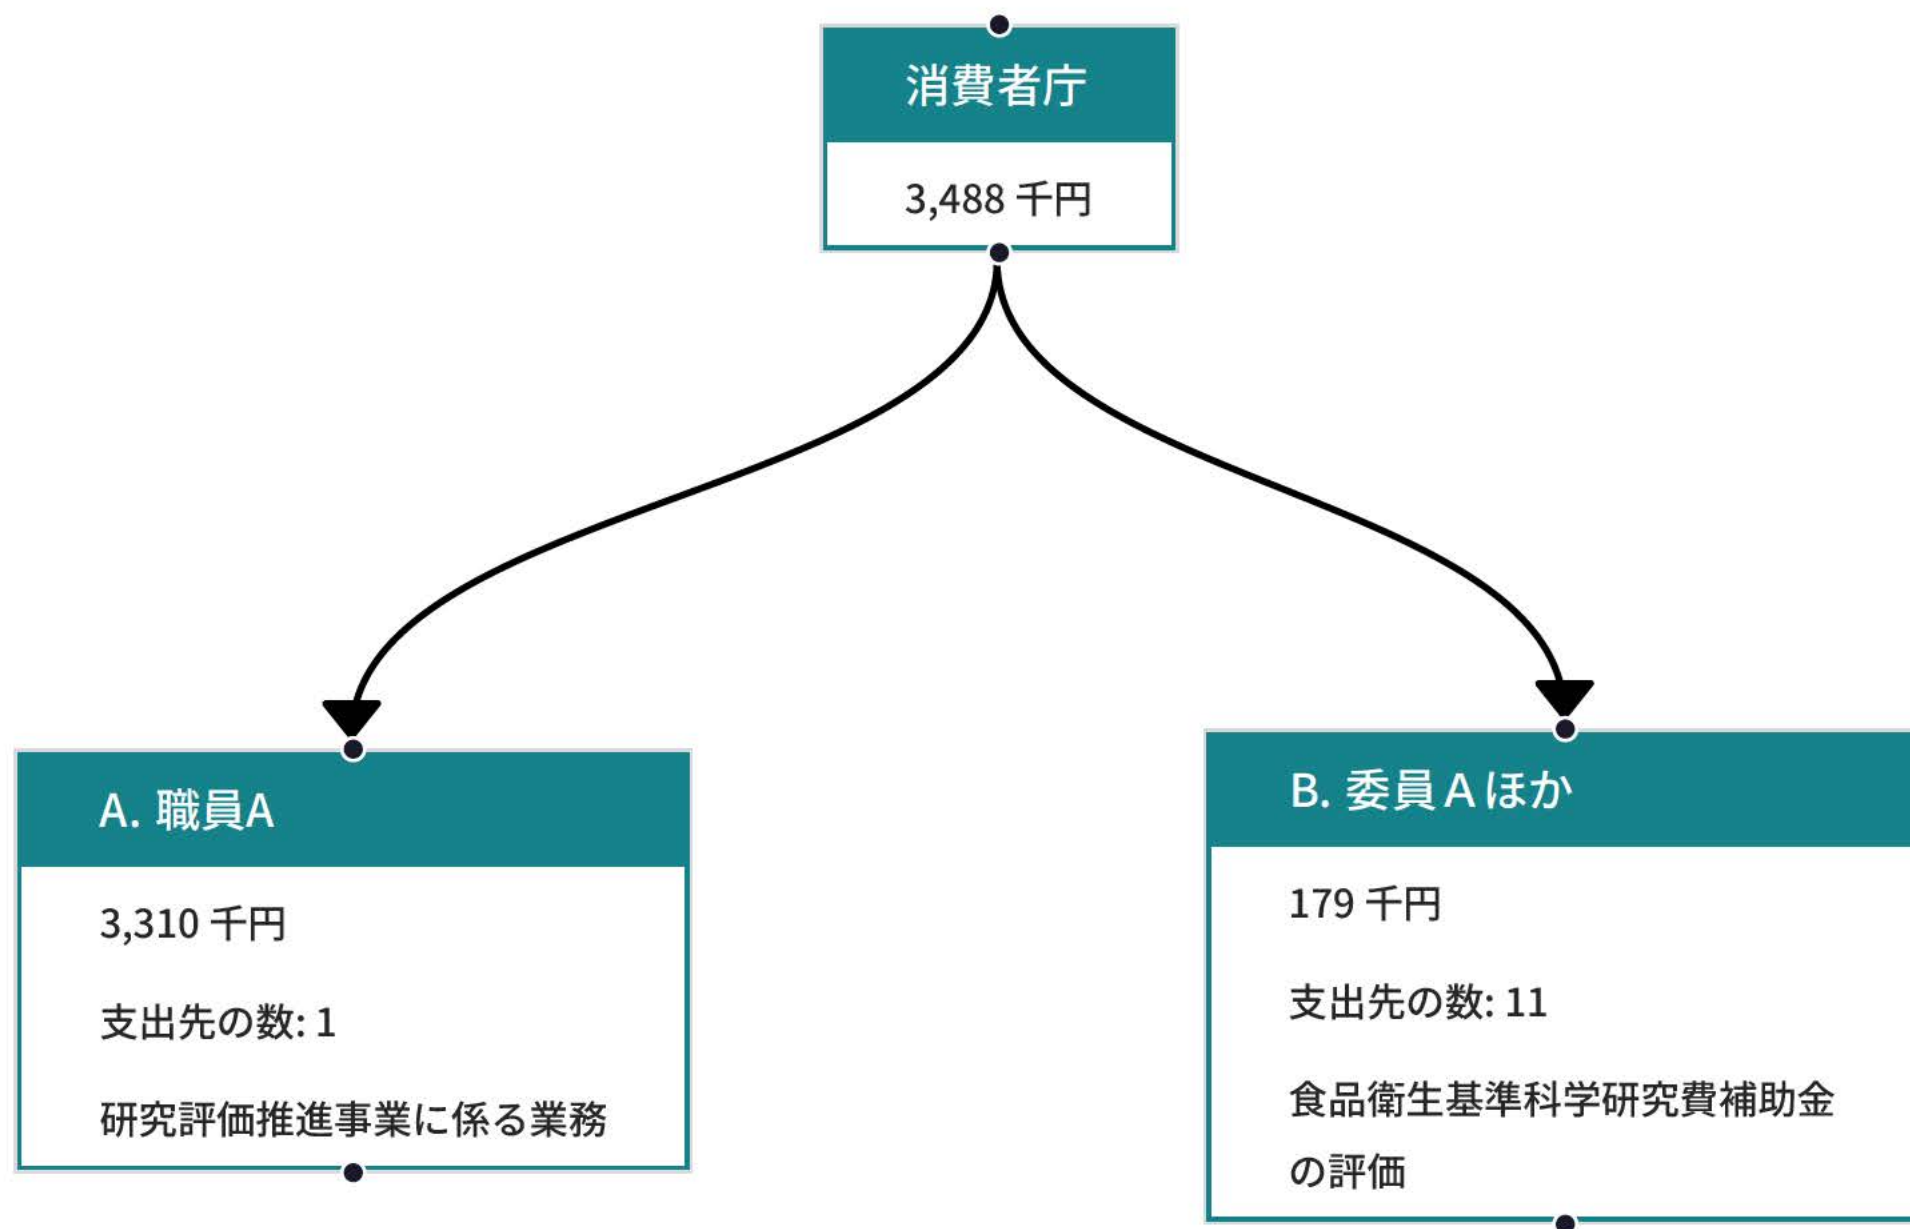 消費者庁
3,488 千円
A. 職員A
3,310 千円
支出先の数: 1
研究評価推進事業に係る業務
B. 委員Ａほか
179 千円
支出先の数: 11
食品衛生基準科学研究費補助金
の評価